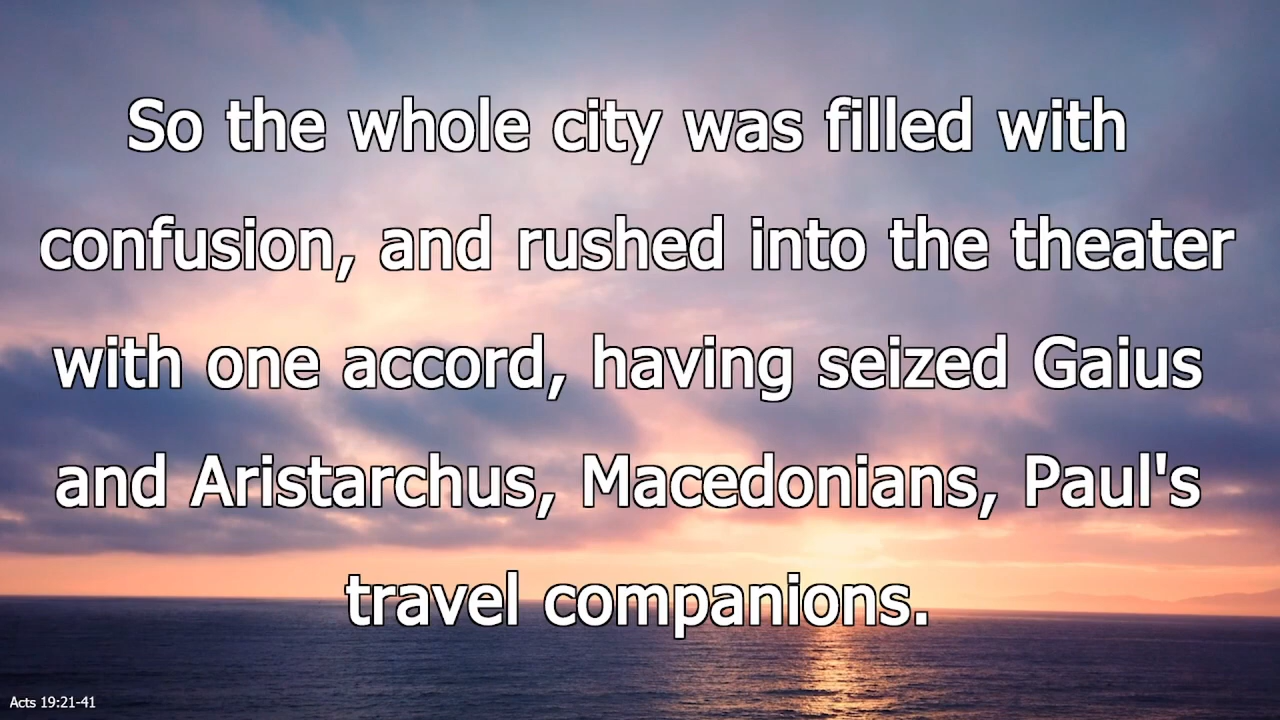 So the whole city was filled with
confusion, and rushed into the theater
with one accord, having seized Gaius
and Aristarchus, Macedonians, Paul's
travel companions.
Acts 19:21-41